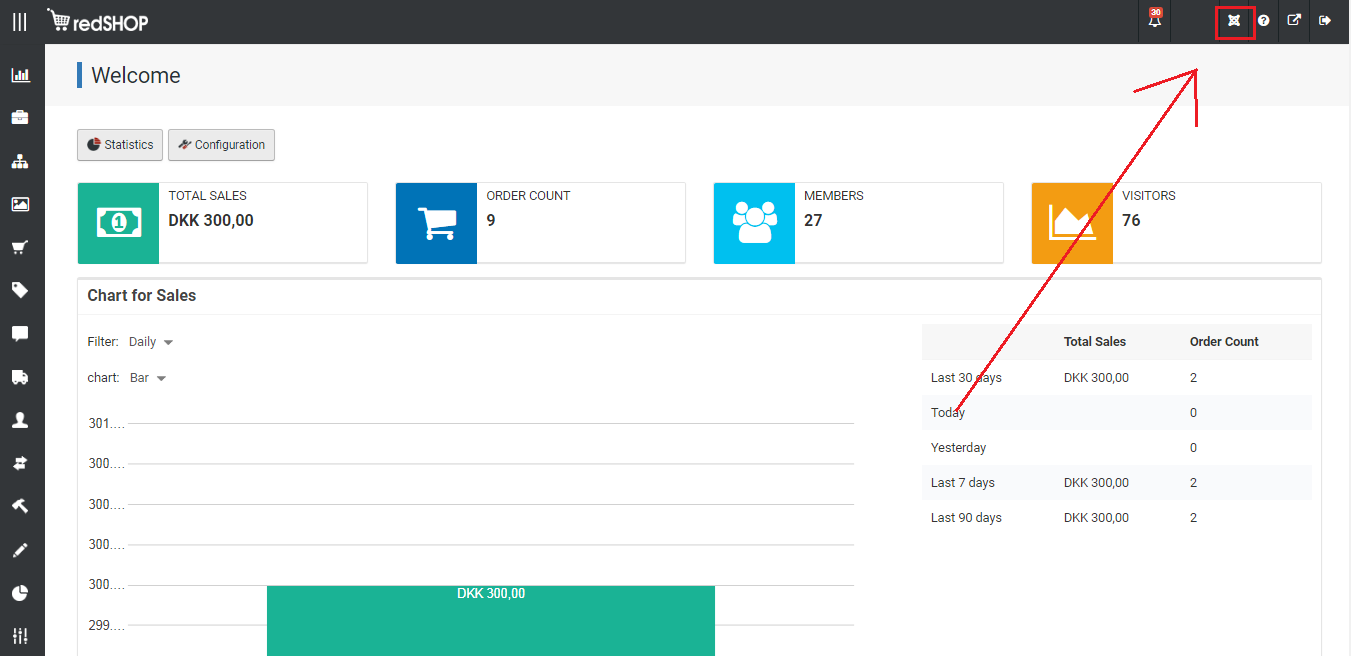 redSHOP
30
Welcome
Statistics
Configuration
TOTAL SALES
DKK 300,00
ORDER COUNT
9
MEMBERS
27
VISITORS
76
Chart for Sales
Filter: Daily
chart: Bar
301....
300....
300....
300....
300....
299....
DKK 300,00
Total Sales Order Count
Last 30 days DKK 300,00 2
Today 0
Yesterday 0
Last 7 days DKK 300,00 2
Last 90 days DKK 300,00 2